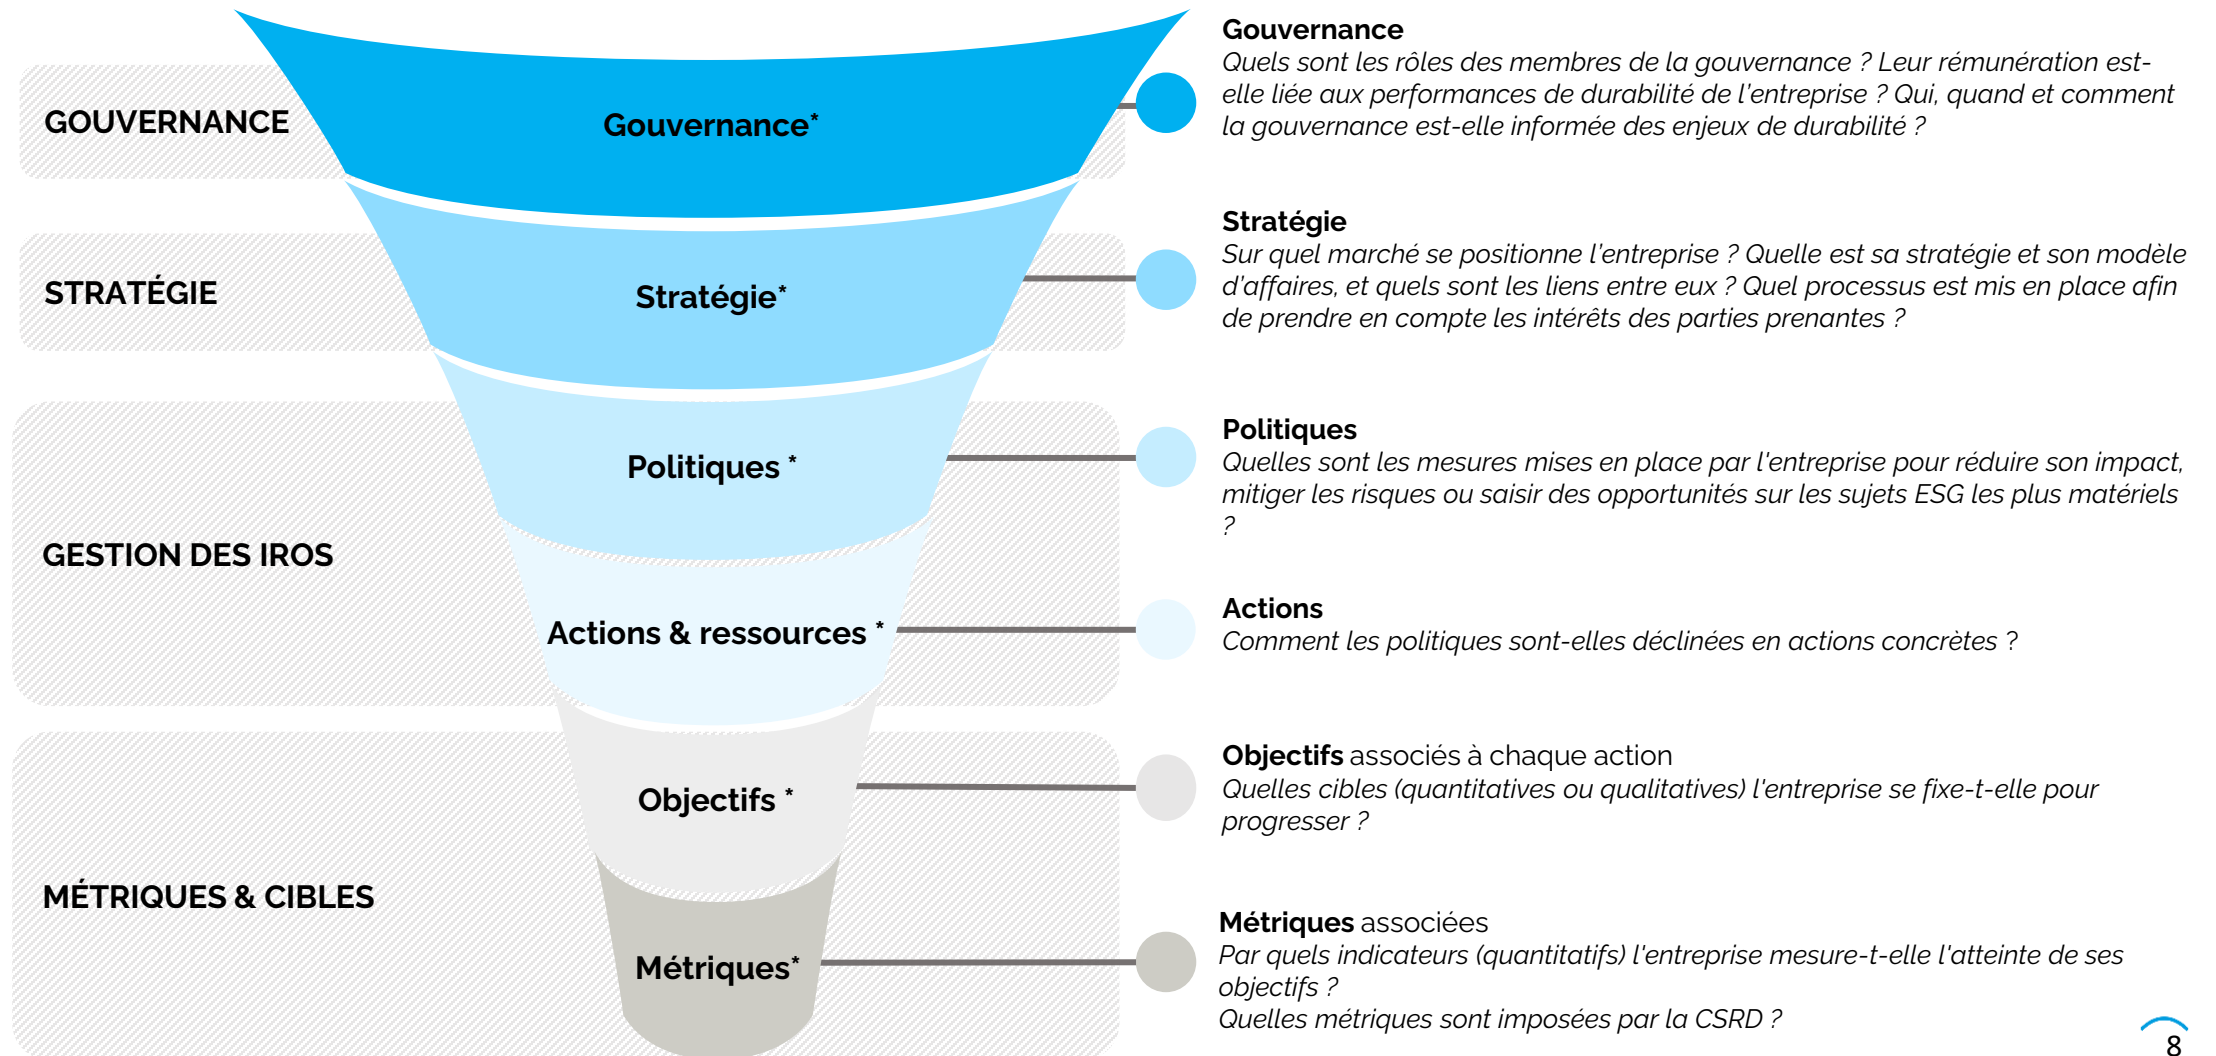 GOUVERNANCE
Gouvernance*
Gouvernance
Quels sont les rôles des membres de la gouvernance ? Leur rémunération est-
elle liée aux performances de durabilité de l'entreprise ? Qui, quand et comment
la gouvernance est-elle informée des enjeux de durabilité ?
STRATÉGIE
Stratégie*
Stratégie
Sur quel marché se positionne l'entreprise ? Quelle est sa stratégie et son modèle
d'affaires, et quels sont les liens entre eux ? Quel processus est mis en place afin
de prendre en compte les intérêts des parties prenantes ?
GESTION DES IROS
Politiques *
Politiques
Quelles sont les mesures mises en place par l'entreprise pour réduire son impact,
mitiger les risques ou saisir des opportunités sur les sujets ESG les plus matériels
?
Actions & ressources *
Actions
Comment les politiques sont-elles déclinées en actions concrètes ?
MÉTRIQUES & CIBLES
Objectifs *
Objectifs associés à chaque action
Quelles cibles (quantitatives ou qualitatives) l'entreprise se fixe-t-elle pour
progresser ?
Métriques*
Métriques associées
Par quels indicateurs (quantitatifs) l'entreprise mesure-t-elle l'atteinte de ses
objectifs ?
Quelles métriques sont imposées par la CSRD ?
8